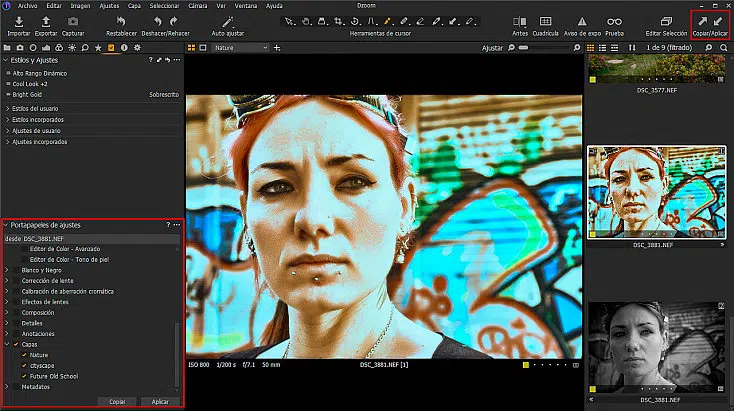 Archivo Editar Imagen Ajustes Capa Seleccionar Cámara Ver Ventana Ayuda
Dzoom
Importar Exportar Capturar Restablecer Deshacer/Rehacer Auto ajustar
Herramientas de cursor
Antes Cuadrícula Aviso de expo Prueba Editar Selección Copiar/Aplicar
Nature
Ajustar
1 de 9 (filtrado)
Estilos y Ajustes
Alto Rango Dinámico
Cool Look +2
Bright Gold Sobrescrito
Estilos del usuario
Estilos incorporados
Ajustes de usuario
Ajustes incorporados
Portapapeles de ajustes
desde DSC_3881.NEF
Editor de Color - Avanzado
Editor de Color - Tono de piel
Blanco y Negro
Corrección de lente
Calibración de aberración cromática
Efectos de lentes
Composición
Detalles
Anotaciones
Capas
Nature
cityscape
Future Old School
Metadatos
Copiar Aplicar
ISO 800 1/200 s f/7.1 50 mm
DSC_3881.NEF [1]
DSC_3577.NEF
DSC_3881.NEF
DSC_3881.NEF